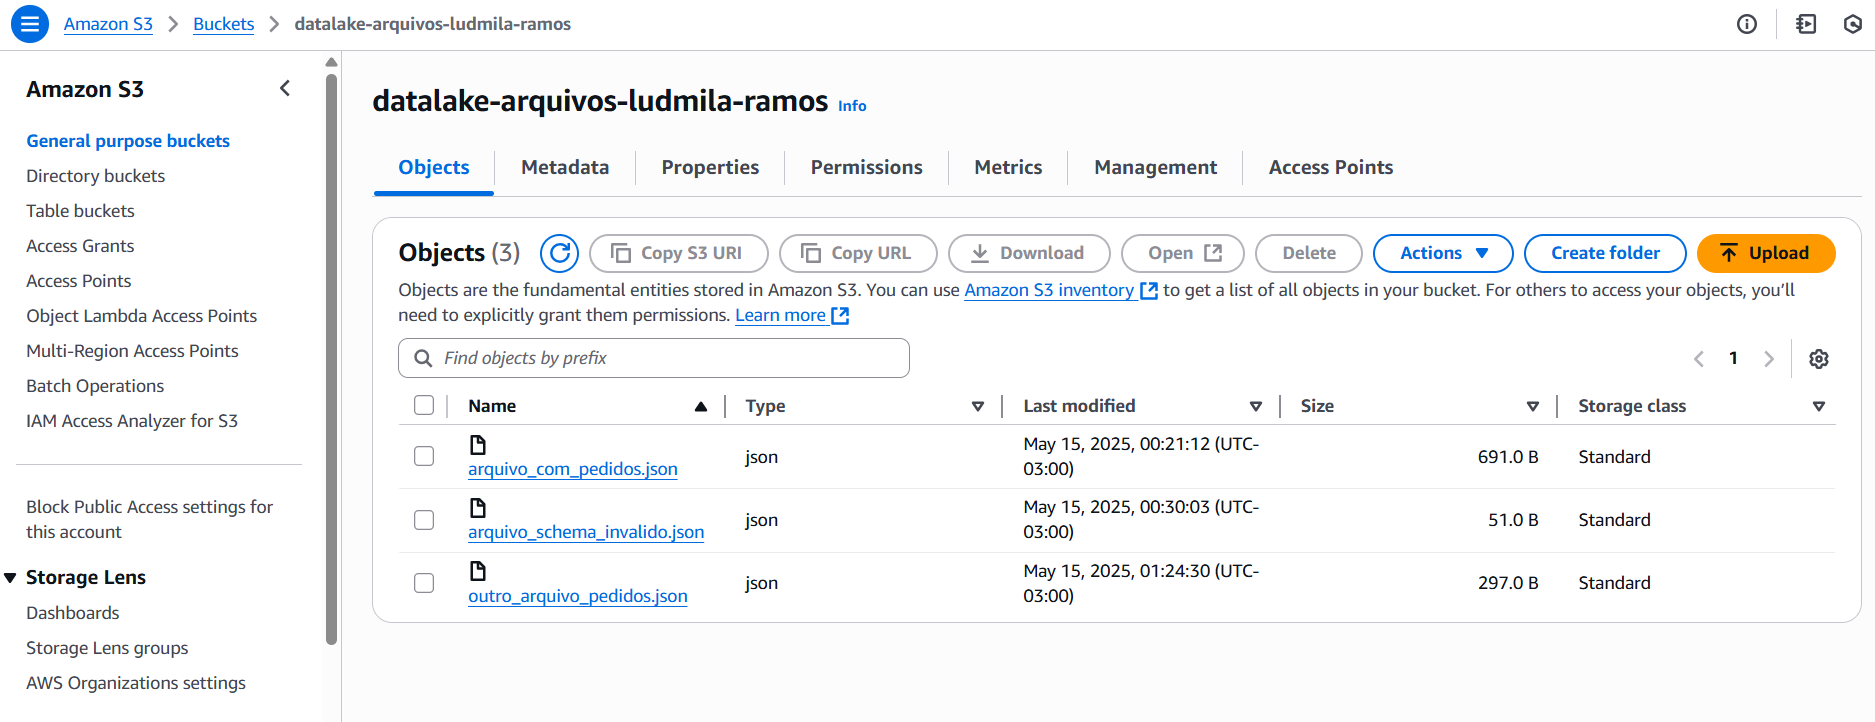 Amazon S3 > Buckets > datalake-arquivos-ludmila-ramos
Amazon S3
General purpose buckets
Directory buckets
Table buckets
Access Grants
Access Points
Object Lambda Access Points
Multi-Region Access Points
Batch Operations
IAM Access Analyzer for S3
Block Public Access settings for
this account
Storage Lens
Dashboards
Storage Lens groups
AWS Organizations settings
datalake-arquivos-ludmila-ramos Info
Objects Metadata Properties Permissions Metrics Management Access Points
Objects (3) Copy S3 URI Copy URL Download Open Delete Actions Create folder Upload
Objects are the fundamental entities stored in Amazon S3. You can use Amazon S3 inventory to get a list of all objects in your bucket. For others to access your objects, you'll
need to explicitly grant them permissions. Learn more
Find objects by prefix
1
Name Type Last modified Size Storage class
arquivo_com_pedidos.json json May 15, 2025, 00:21:12 (UTC-
03:00) 691.0 B Standard
arquivo_schema_invalido.json json May 15, 2025, 00:30:03 (UTC-
03:00) 51.0 B Standard
outro_arquivo_pedidos.json json May 15, 2025, 01:24:30 (UTC-
03:00) 297.0 B Standard